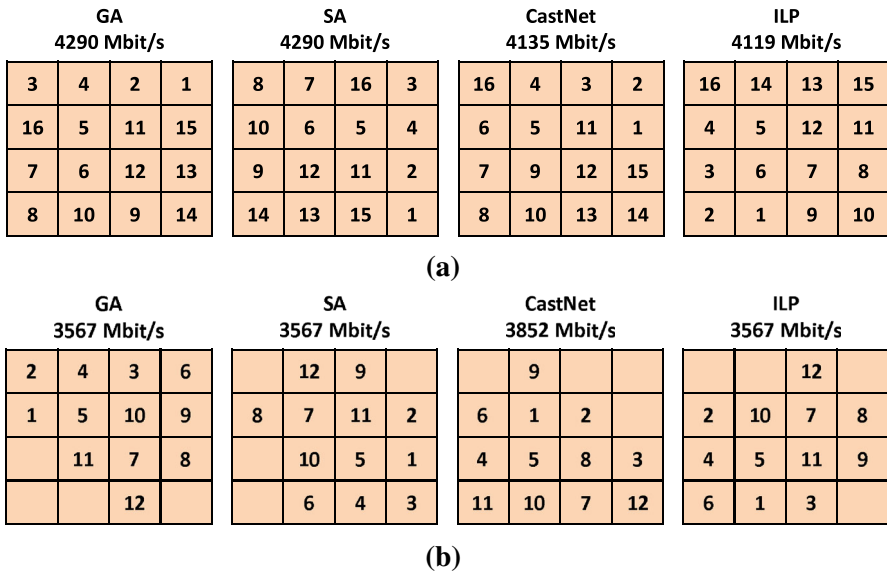 GA SA CastNet ILP
4290 Mbit/s 4290 Mbit/s 4135 Mbit/s 4119 Mbit/s
3 4 2 1 8 7 16 3 16 4 3 2 16 14 13 15
16 5 11 15 10 6 5 4 6 5 11 1 4 5 12 11
7 6 12 13 9 12 11 2 7 9 12 15 3 6 7 8
8 10 9 14 14 13 15 1 8 10 13 14 2 1 9 10
(a)
GA SA CastNet ILP
3567 Mbit/s 3567 Mbit/s 3852 Mbit/s 3567 Mbit/s
2 4 3 6 12 9 9 12
1 5 10 9 8 7 11 2 6 1 2 2 10 7 8
11 7 8 10 5 1 4 5 8 3 4 5 11 9
12 6 4 3 11 10 7 12 6 1 3
(b)